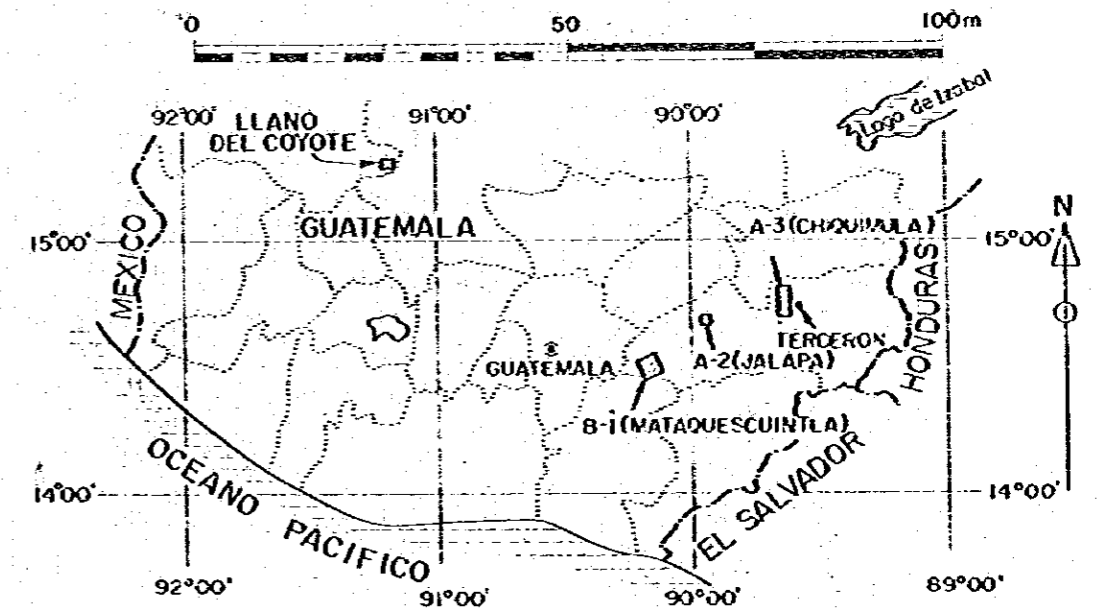 0 50 100m
92°00' 91°00' 90°00' Lago de Izabal
LLANO
DEL COYOTE
GUATEMALA
A-3(CHIQUIMULA)
N
15°00' 15°00'
MEXICO
HONDURAS
TERCERON
GUATEMALA
A-2(JALAPA)
B-i(MATAQUESCUINTLA)
OCEANO PACIFICO
EL SALVADOR
14°00' 14°00'
92°00' 91°00' 90°00' 89°00'